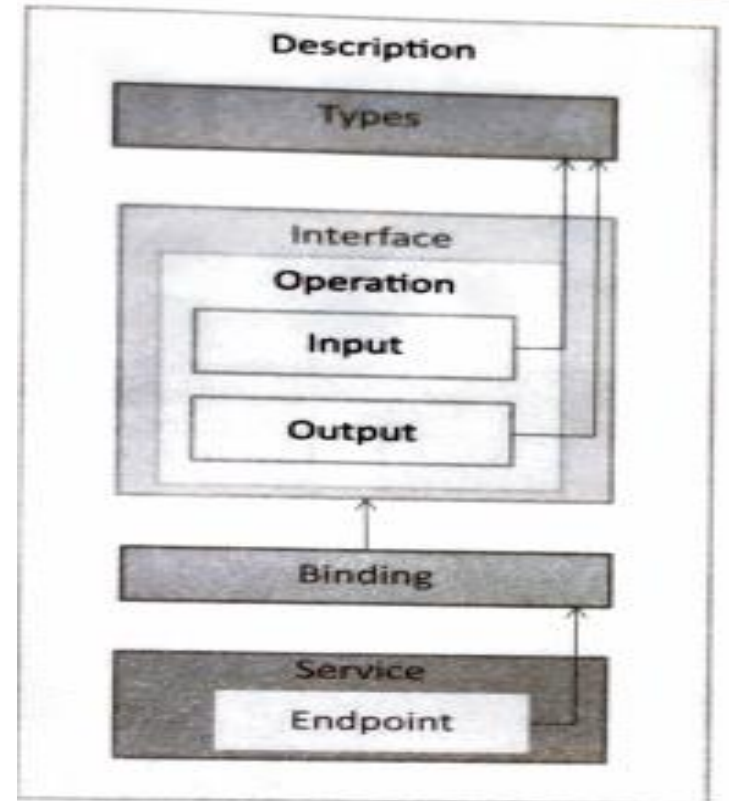 Description
Types
Interface
Operation
Input
Output
Binding
Service
Endpoint